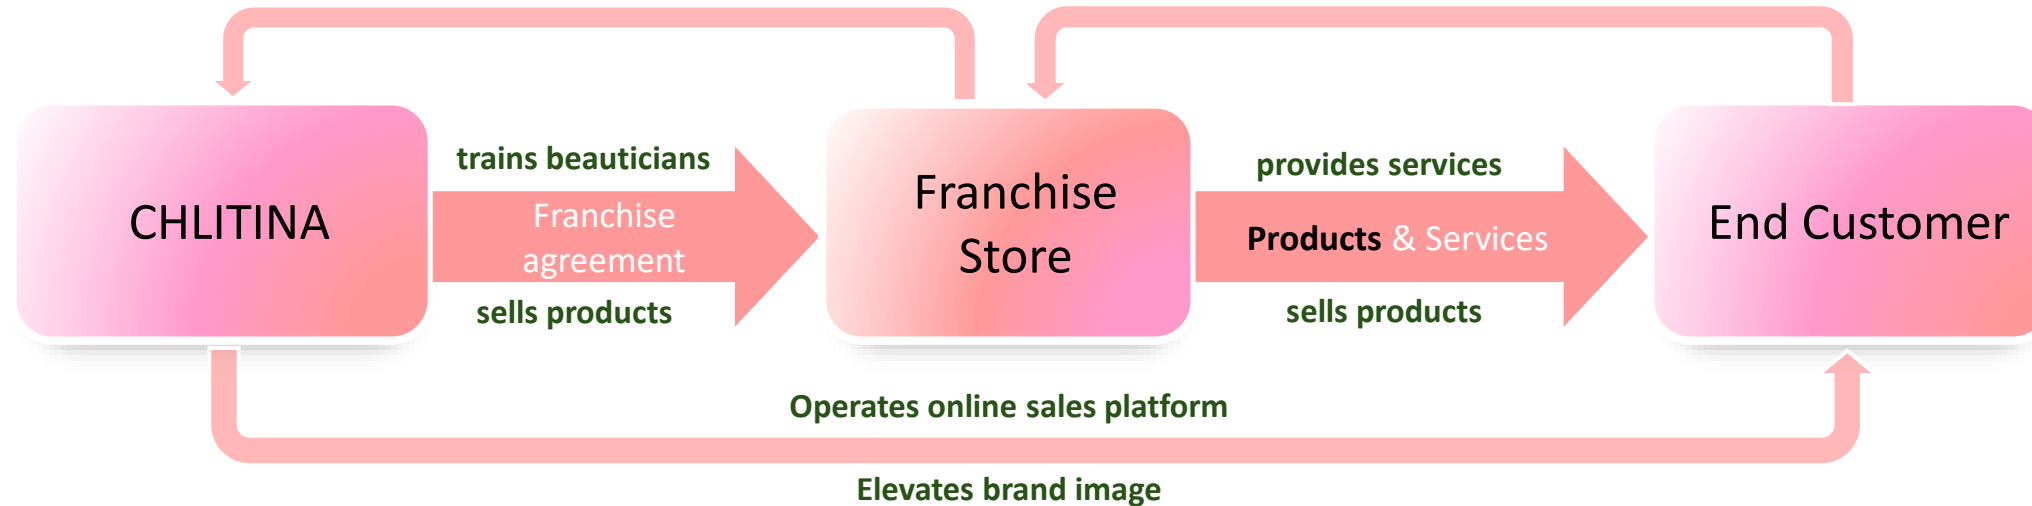 CHLITINA
trains beauticians
Franchise
agreement
sells products
Franchise
Store
provides services
Products & Services
sells products
End Customer
Operates online sales platform
Elevates brand image